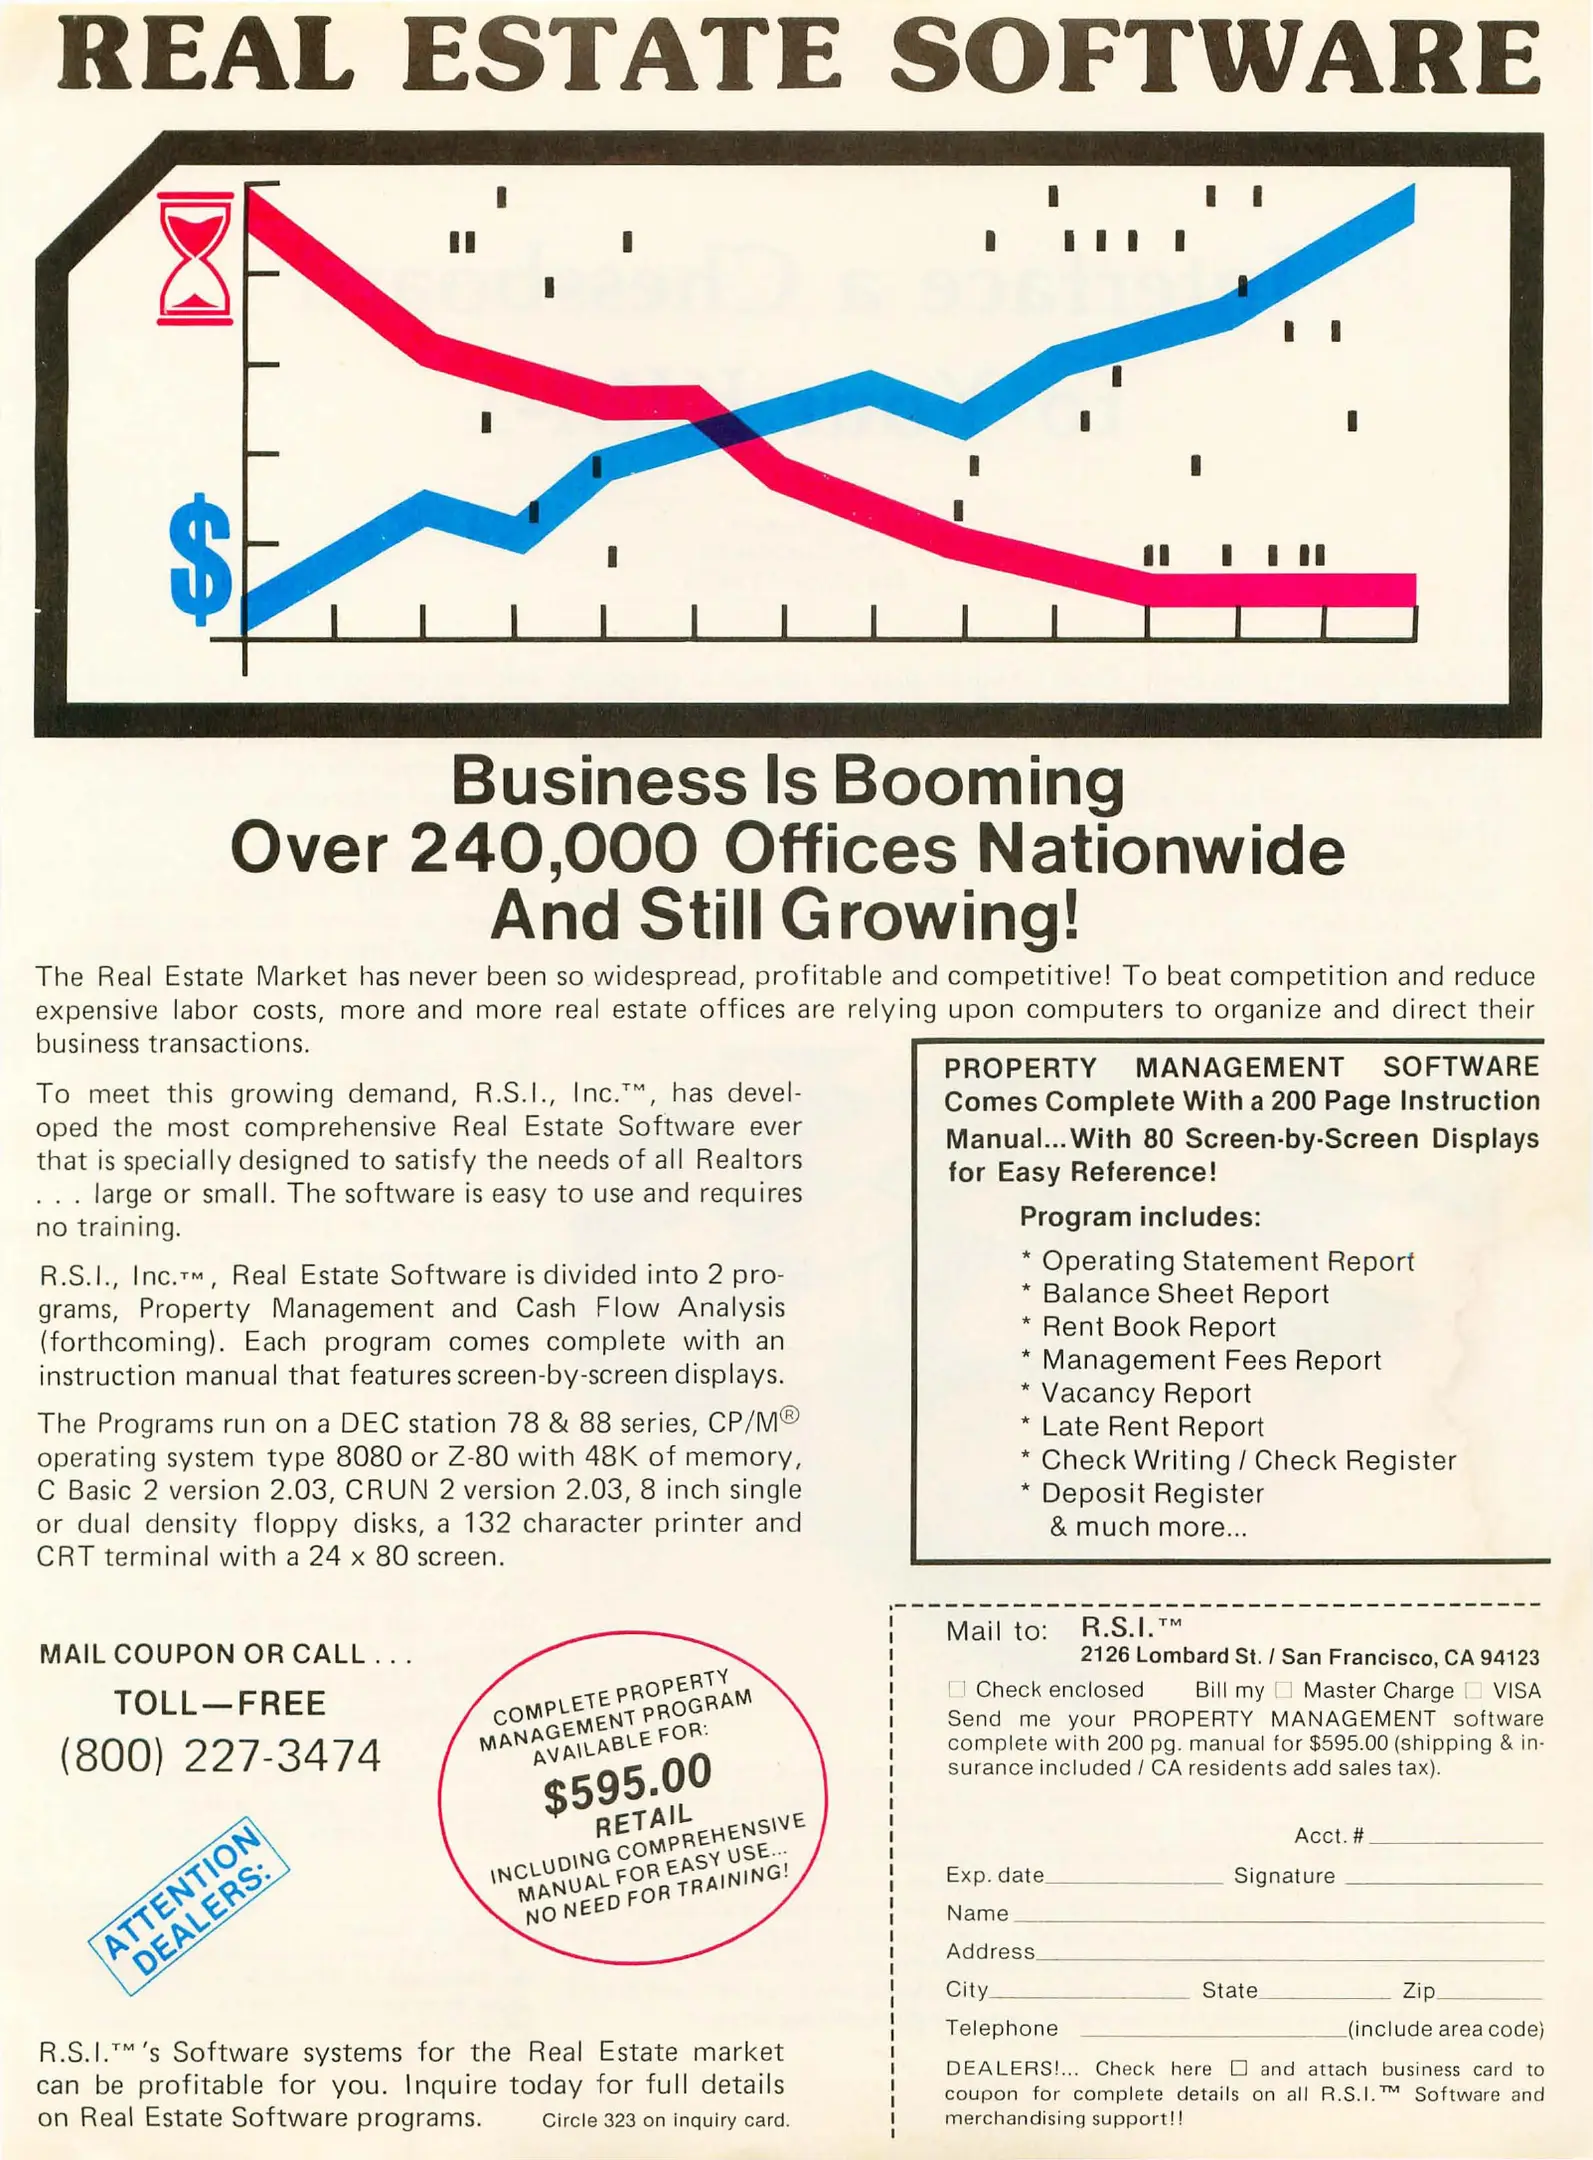 REAL ESTATE SOFTWARE
$
Business Is Booming
Over 240,000 Offices Nationwide
And Still Growing!
The Real Estate Market has never been so widespread, profitable and competitive! To beat competition and reduce
expensive labor costs, more and more real estate offices are relying upon computers to organize and direct their
business transactions.
To meet this growing demand, R.S.I., Inc.™, has devel-
oped the most comprehensive Real Estate Software ever
that is specially designed to satisfy the needs of all Realtors
. . . large or small. The software is easy to use and requires
no training.
R.S.I., Inc.™, Real Estate Software is divided into 2 pro-
grams, Property Management and Cash Flow Analysis
(forthcoming). Each program comes complete with an
instruction manual that features screen-by-screen displays.
The Programs run on a DEC station 78 & 88 series, CP/M®
operating system type 8080 or Z-80 with 48K of memory,
C Basic 2 version 2.03, CRUN 2 version 2.03, 8 inch single
or dual density floppy disks, a 132 character printer and
CRT terminal with a 24 x 80 screen.
PROPERTY MANAGEMENT SOFTWARE
Comes Complete With a 200 Page Instruction
Manual...With 80 Screen-by-Screen Displays
for Easy Reference!
Program includes:
* Operating Statement Report
* Balance Sheet Report
* Rent Book Report
* Management Fees Report
* Vacancy Report
* Late Rent Report
* Check Writing / Check Register
* Deposit Register
& much more...
MAIL COUPON OR CALL . . .
TOLL—FREE
(800) 227-3474
COMPLETE PROPERTY
MANAGEMENT PROGRAM
AVAILABLE FOR:
$595.00
RETAIL
INCLUDING COMPREHENSIVE
MANUAL FOR EASY USE...
NO NEED FOR TRAINING!
ATTENTION
DEALERS:
R.S.I.™'s Software systems for the Real Estate market
can be profitable for you. Inquire today for full details
on Real Estate Software programs. Circle 323 on inquiry card.
Mail to: R.S.I.™
2126 Lombard St. / San Francisco, CA 94123
☐ Check enclosed Bill my ☐ Master Charge ☐ VISA
Send me your PROPERTY MANAGEMENT software
complete with 200 pg. manual for $595.00 (shipping & in-
surance included / CA residents add sales tax).
Acct. #
Exp. date Signature
Name
Address
City State Zip
Telephone (include area code)
DEALERS!... Check here ☐ and attach business card to
coupon for complete details on all R.S.I.™ Software and
merchandising support!!